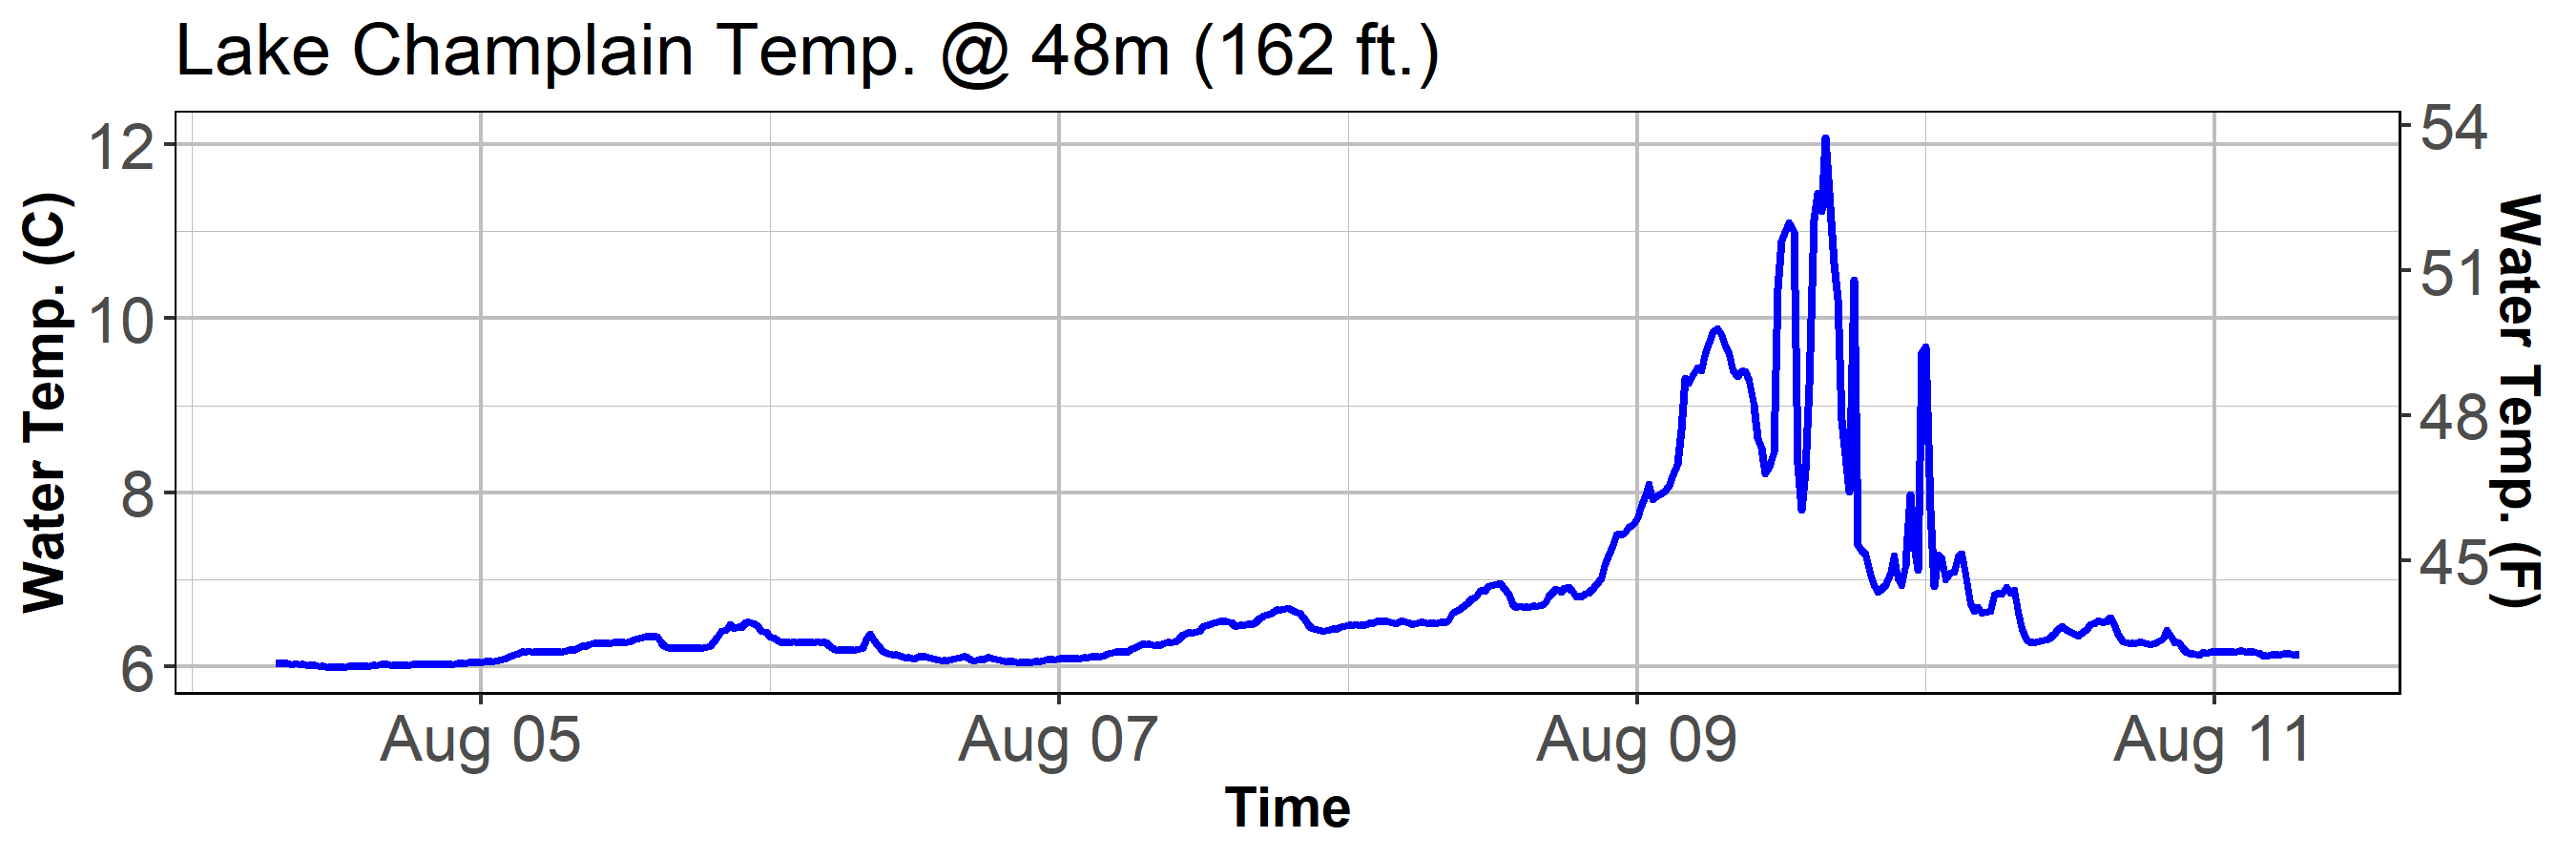 Lake Champlain Temp. @ 48m (162 ft.)
Water Temp. (C)
12
10
8
6
54
51
48
45
Water Temp. (F)
Aug 05
Aug 07
Aug 09
Aug 11
Time